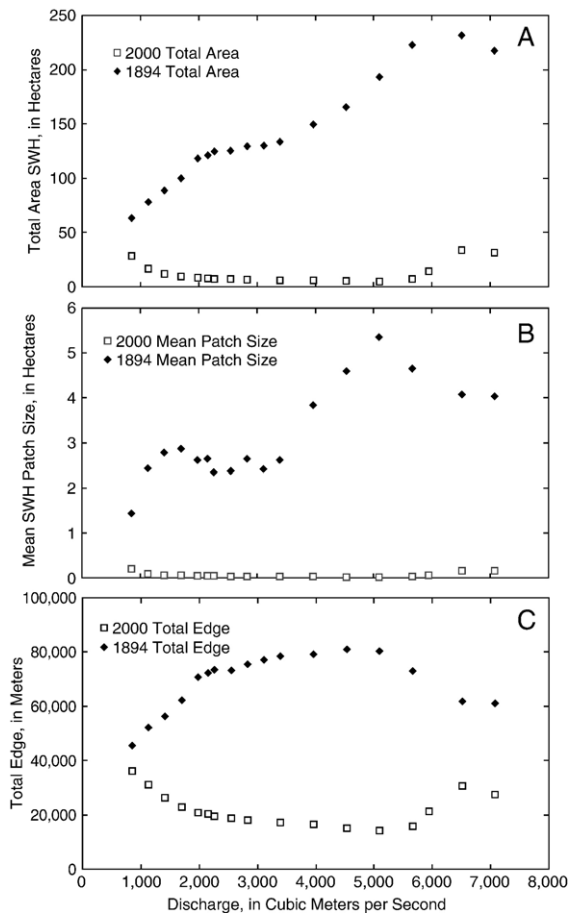 A
250
200
150
100
50
0
Total Area SWH, in Hectares
2000 Total Area
1894 Total Area
B
6
5
4
3
2
1
0
Mean SWH Patch Size, in Hectares
2000 Mean Patch Size
1894 Mean Patch Size
C
100,000
80,000
60,000
40,000
20,000
0
Total Edge, in Meters
2000 Total Edge
1894 Total Edge
0 1,000 2,000 3,000 4,000 5,000 6,000 7,000 8,000
Discharge, in Cubic Meters per Second